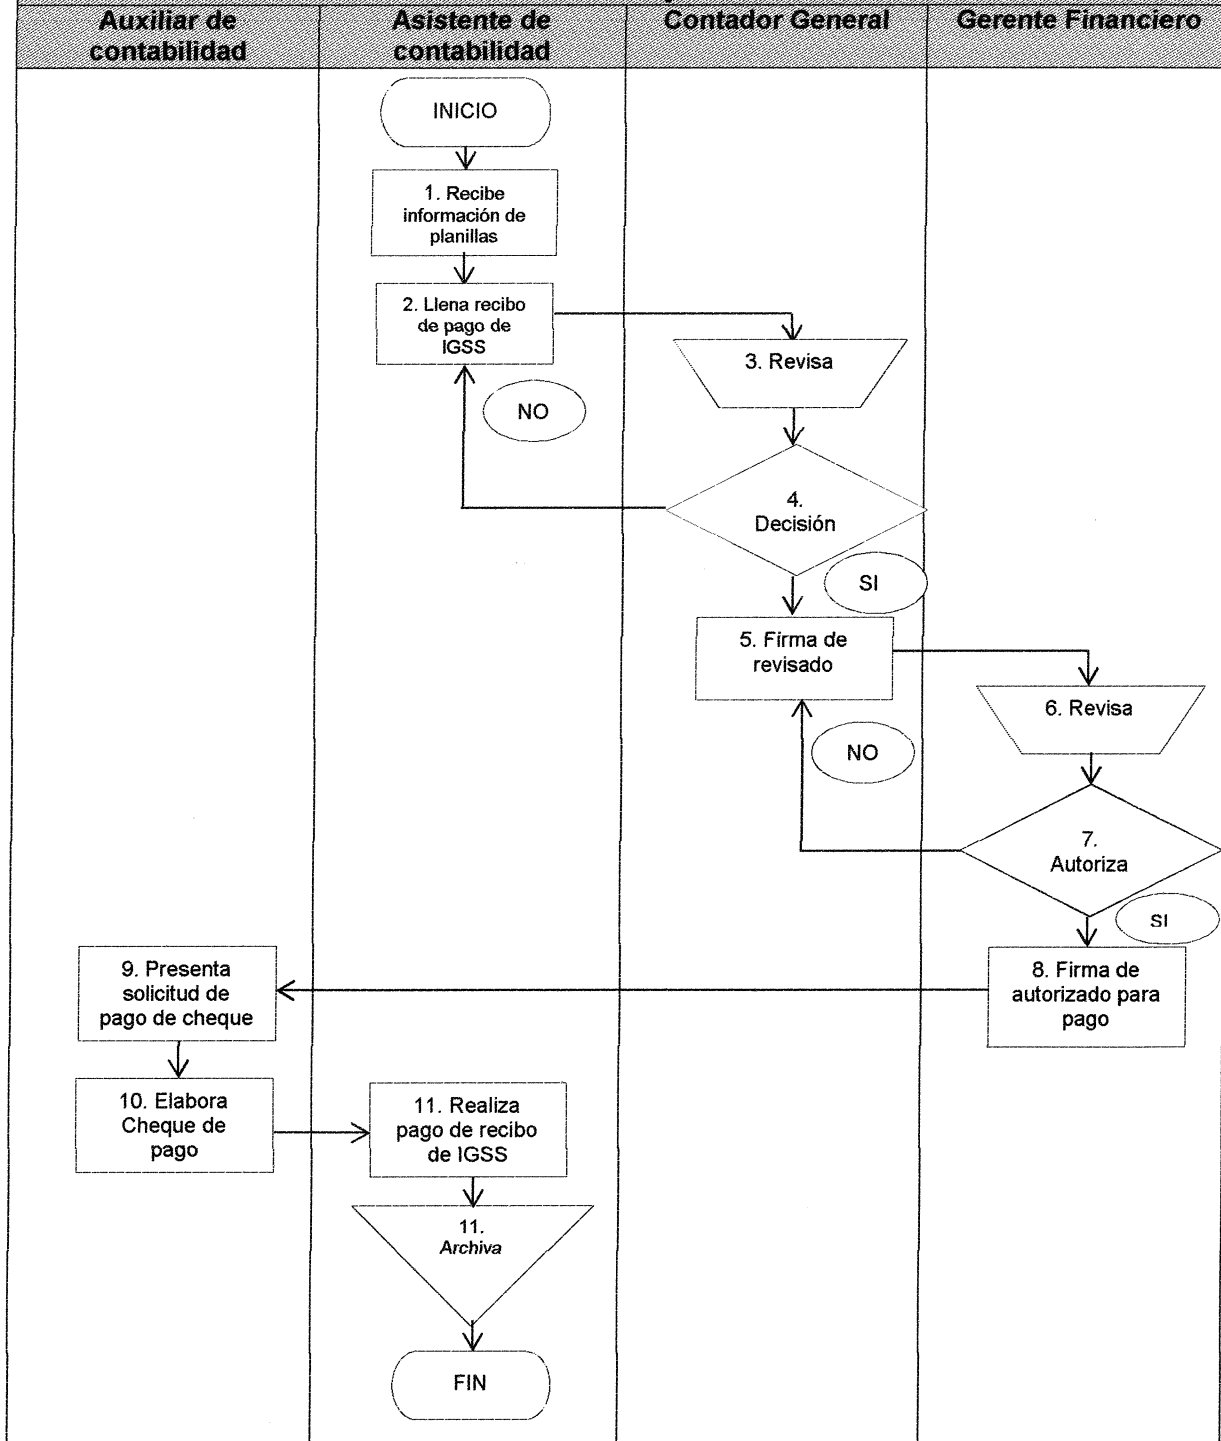 Auxiliar de
contabilidad
Asistente de
contabilidad
Contador General
Gerente Financiero
INICIO
1. Recibe
información de
planillas
2. Llena recibo
de pago de
IGSS
3. Revisa
NO
4.
Decisión
SI
5. Firma de
revisado
6. Revisa
NO
7.
Autoriza
SI
8. Firma de
autorizado para
pago
9. Presenta
solicitud de
pago de cheque
10. Elabora
Cheque de
pago
11. Realiza
pago de recibo
de IGSS
11.
Archiva
FIN